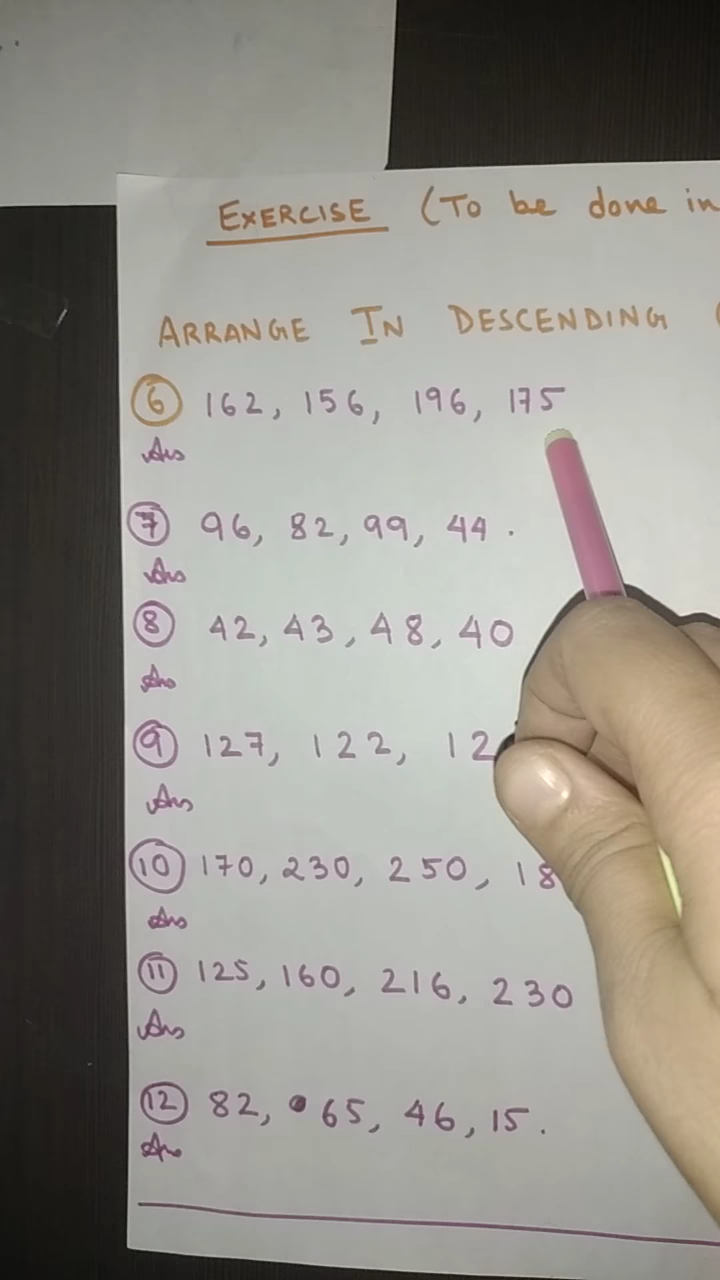 EXERCISE (To be done in
ARRANGE IN DESCENDING
6 162, 156, 196, 175
Ans
7 96, 82, 99, 44.
Ans
8 42, 43, 48, 40
Ans
9 127, 122, 12
Ans
10 170, 230, 250, 18
Ans
11 125, 160, 216, 230
Ans
12 82, 65, 46, 15.
Ans